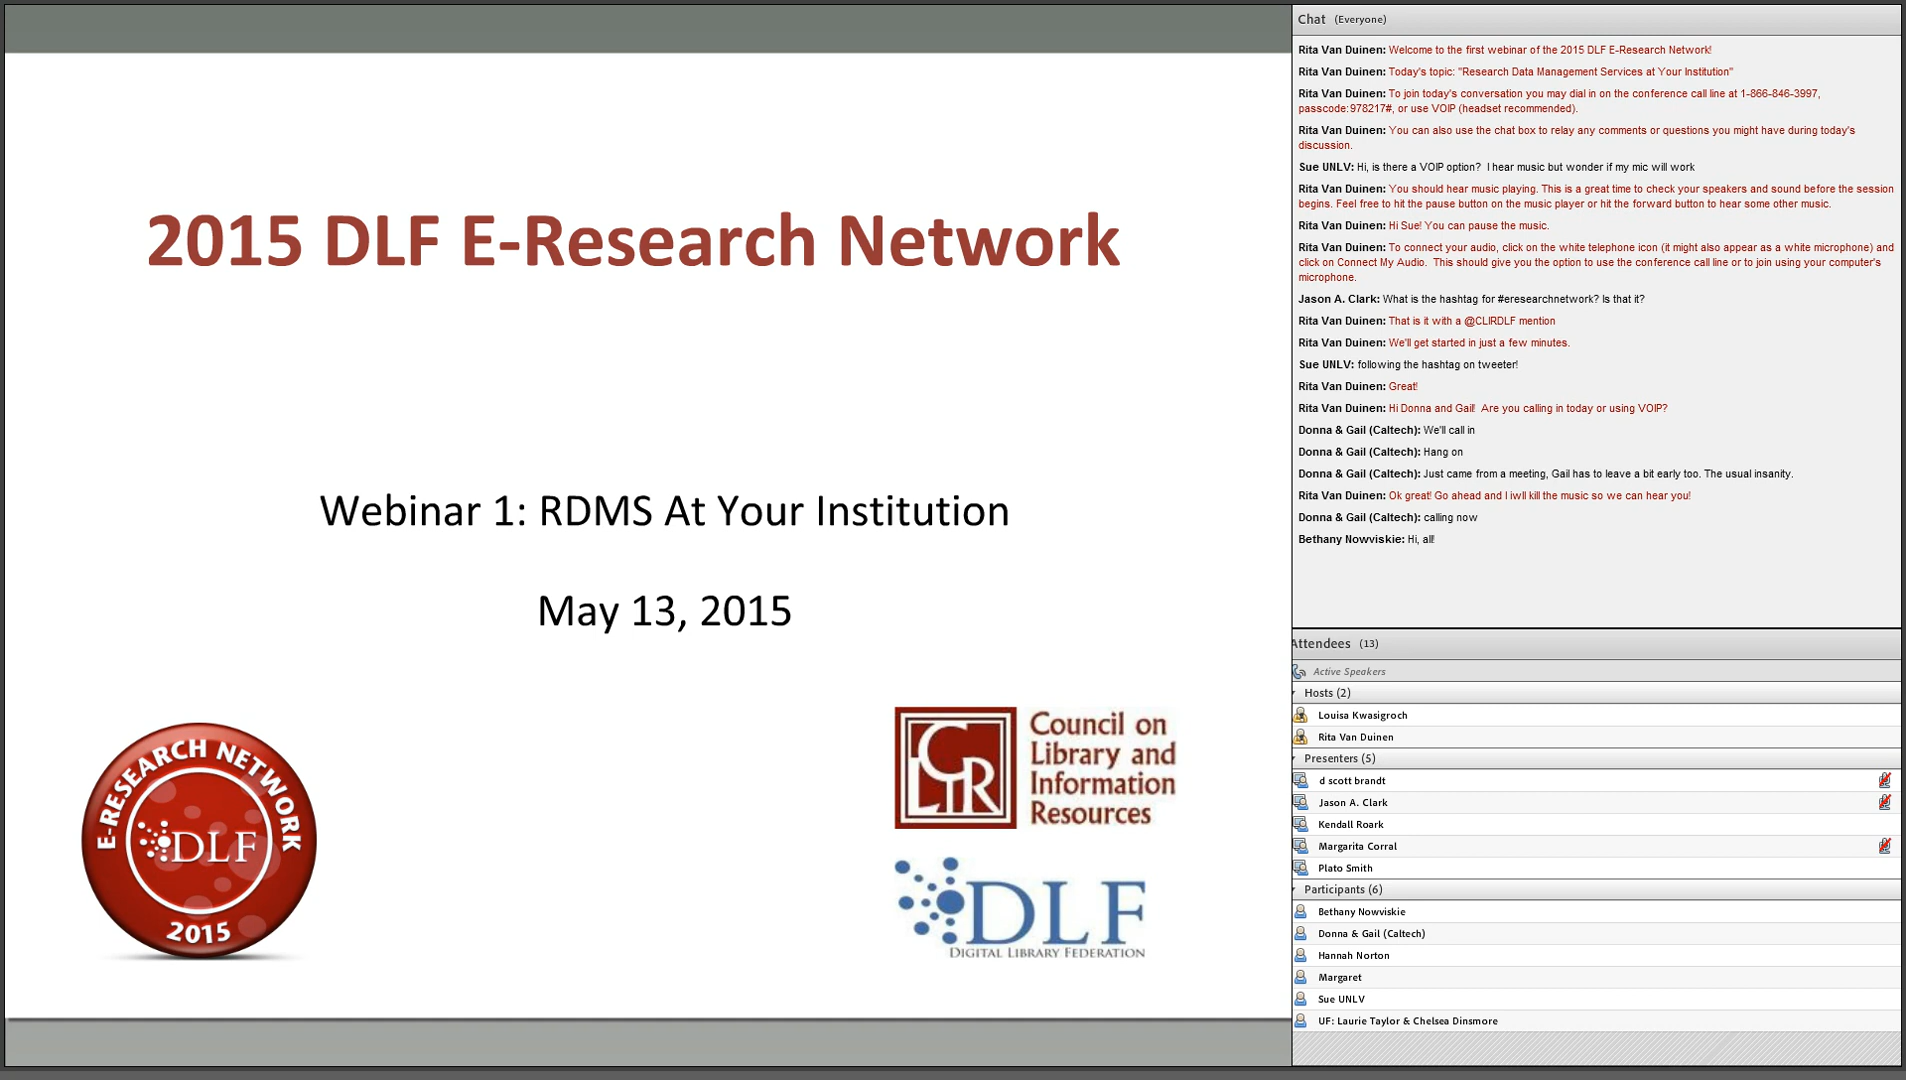 2015 DLF E-Research Network
Webinar 1: RDMS At Your Institution
May 13, 2015
E-RESEARCH NETWORK
DLF
2015
CLIR
Council on
Library and
Information
Resources
DLF
DIGITAL LIBRARY FEDERATION
Chat (Everyone)
Rita Van Duinen: Welcome to the first webinar of the 2015 DLF E-Research Network!
Rita Van Duinen: Today's topic: "Research Data Management Services at Your Institution"
Rita Van Duinen: To join today's conversation you may dial in on the conference call line at 1-866-846-3997,
passcode:978217#, or use VOIP (headset recommended).
Rita Van Duinen: You can also use the chat box to relay any comments or questions you might have during today's
discussion.
Sue UNLV: Hi, is there a VOIP option? I hear music but wonder if my mic will work
Rita Van Duinen: You should hear music playing. This is a great time to check your speakers and sound before the session
begins. Feel free to hit the pause button on the music player or hit the forward button to hear some other music.
Rita Van Duinen: Hi Sue! You can pause the music.
Rita Van Duinen: To connect your audio, click on the white telephone icon (it might also appear as a white microphone) and
click on Connect My Audio. This should give you the option to use the conference call line or to join using your computer's
microphone.
Jason A. Clark: What is the hashtag for #eresearchnetwork? Is that it?
Rita Van Duinen: That is it with a @CLIRDLF mention
Rita Van Duinen: We'll get started in just a few minutes.
Sue UNLV: following the hashtag on tweeter!
Rita Van Duinen: Great!
Rita Van Duinen: Hi Donna and Gail! Are you calling in today or using VOIP?
Donna & Gail (Caltech): We'll call in
Donna & Gail (Caltech): Hang on
Donna & Gail (Caltech): Just came from a meeting, Gail has to leave a bit early too. The usual insanity.
Rita Van Duinen: Ok great! Go ahead and I iwll kill the music so we can hear you!
Donna & Gail (Caltech): calling now
Bethany Nowviskie: Hi, all!
Attendees (13)
Active Speakers
Hosts (2)
Louisa Kwasigroch
Rita Van Duinen
Presenters (5)
d scott brandt
Jason A. Clark
Kendall Roark
Margarita Corral
Plato Smith
Participants (6)
Bethany Nowviskie
Donna & Gail (Caltech)
Hannah Norton
Margaret
Sue UNLV
UF: Laurie Taylor & Chelsea Dinsmore